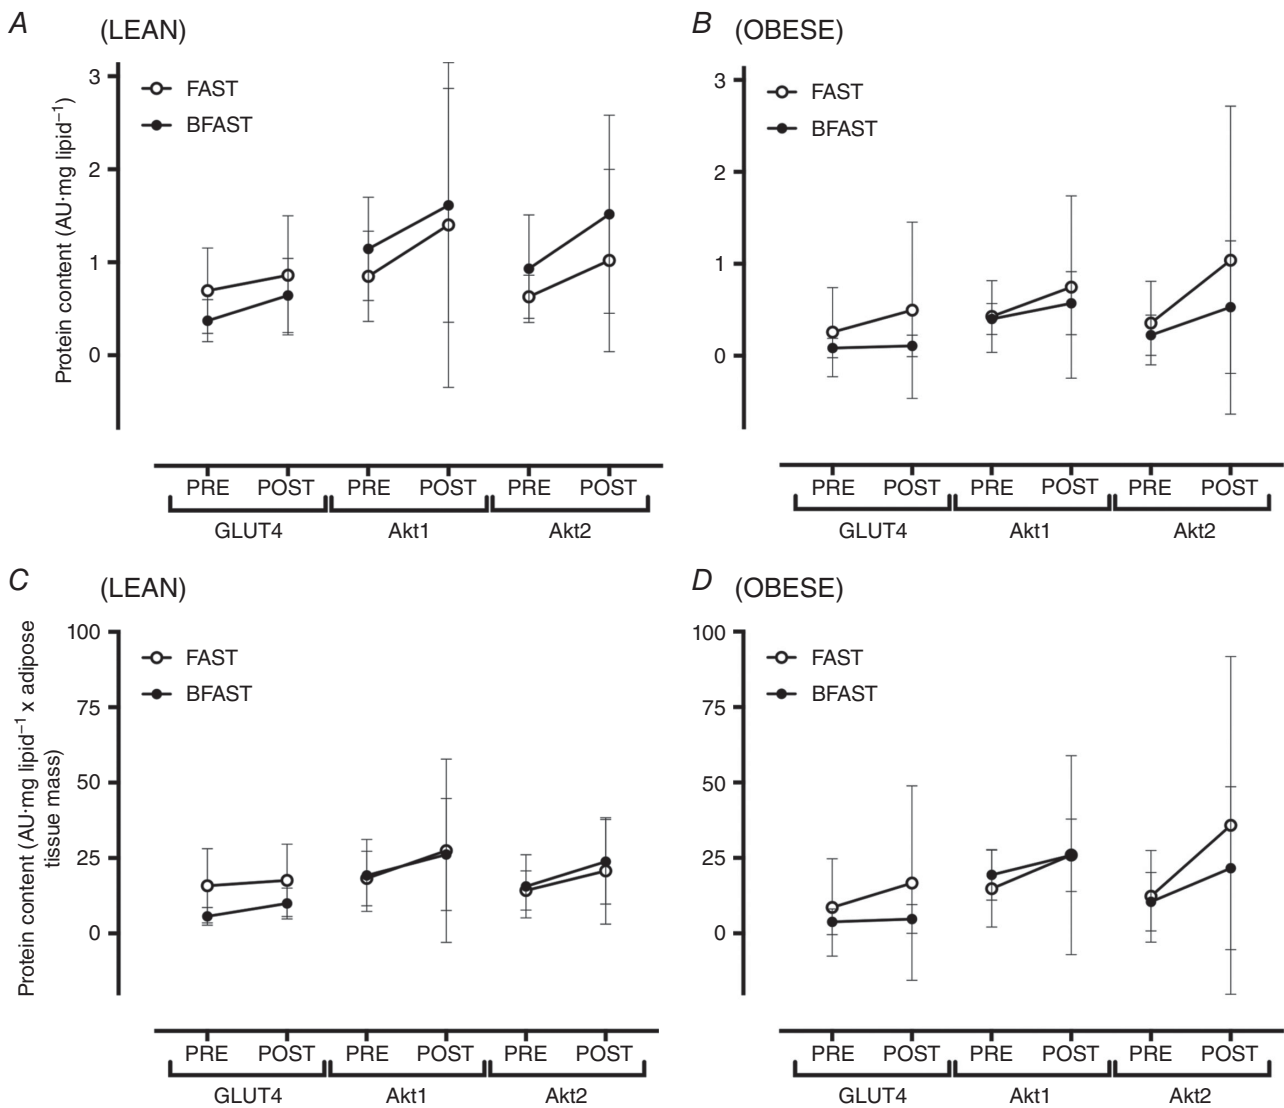 A (LEAN)
B (OBESE)
Protein content (AU·mg lipid⁻¹)
3
2
1
0
FAST
BFAST
PRE POST PRE POST PRE POST
GLUT4 Akt1 Akt2
3
2
1
0
FAST
BFAST
PRE POST PRE POST PRE POST
GLUT4 Akt1 Akt2
C (LEAN)
D (OBESE)
Protein content (AU·mg lipid⁻¹ x adipose
tissue mass)
100
75
50
25
0
FAST
BFAST
PRE POST PRE POST PRE POST
GLUT4 Akt1 Akt2
100
75
50
25
0
FAST
BFAST
PRE POST PRE POST PRE POST
GLUT4 Akt1 Akt2